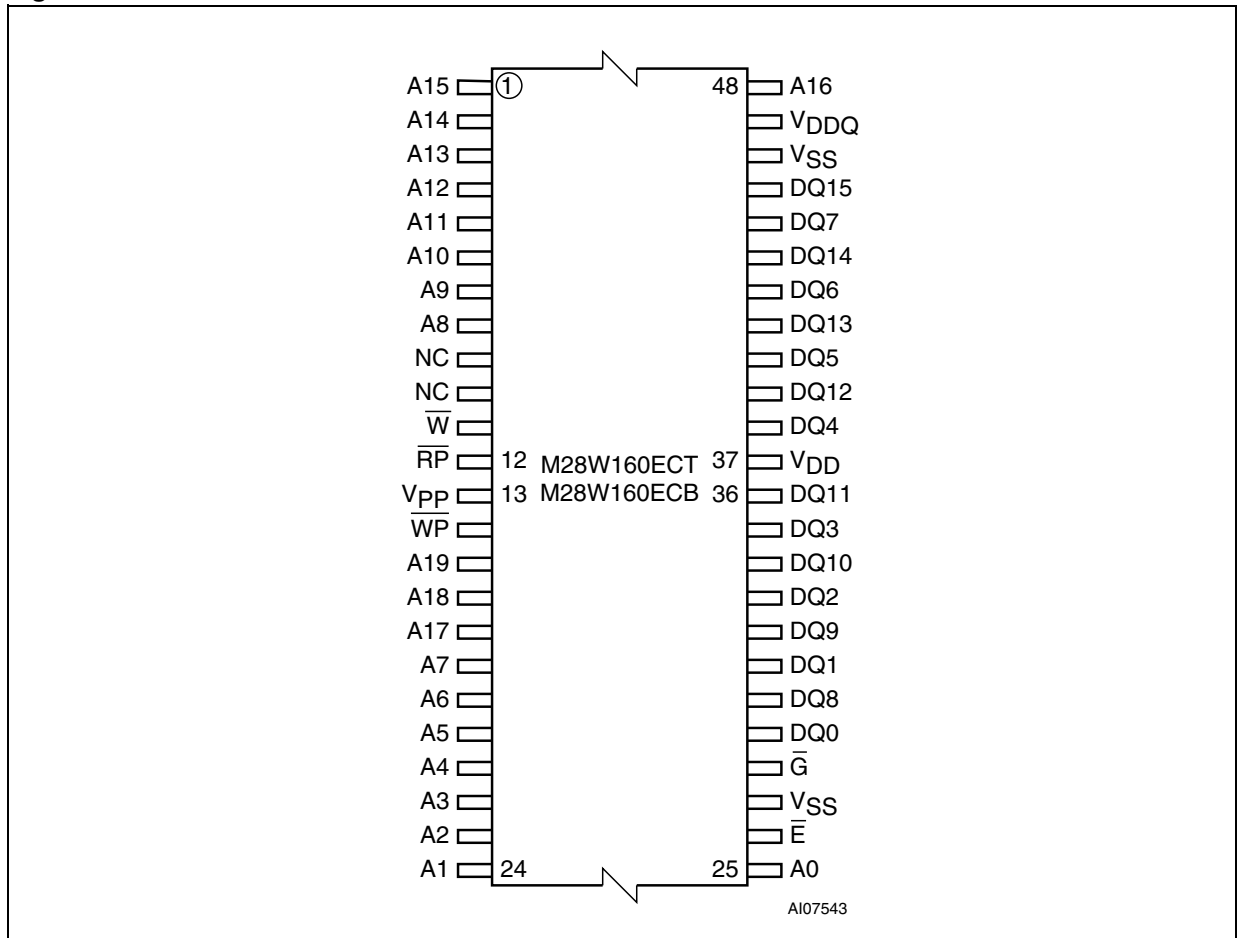 A15 ① 48 A16
A14 VDDQ
A13 VSS
A12 DQ15
A11 DQ7
A10 DQ14
A9 DQ6
A8 DQ13
NC DQ5
NC DQ12
W̅ DQ4
R̅P̅ 12 M28W160ECT 37 VDD
VPP 13 M28W160ECB 36 DQ11
W̅P̅ DQ3
A19 DQ10
A18 DQ2
A17 DQ9
A7 DQ1
A6 DQ8
A5 DQ0
A4 G̅
A3 VSS
A2 E̅
A1 24 25 A0
AI07543